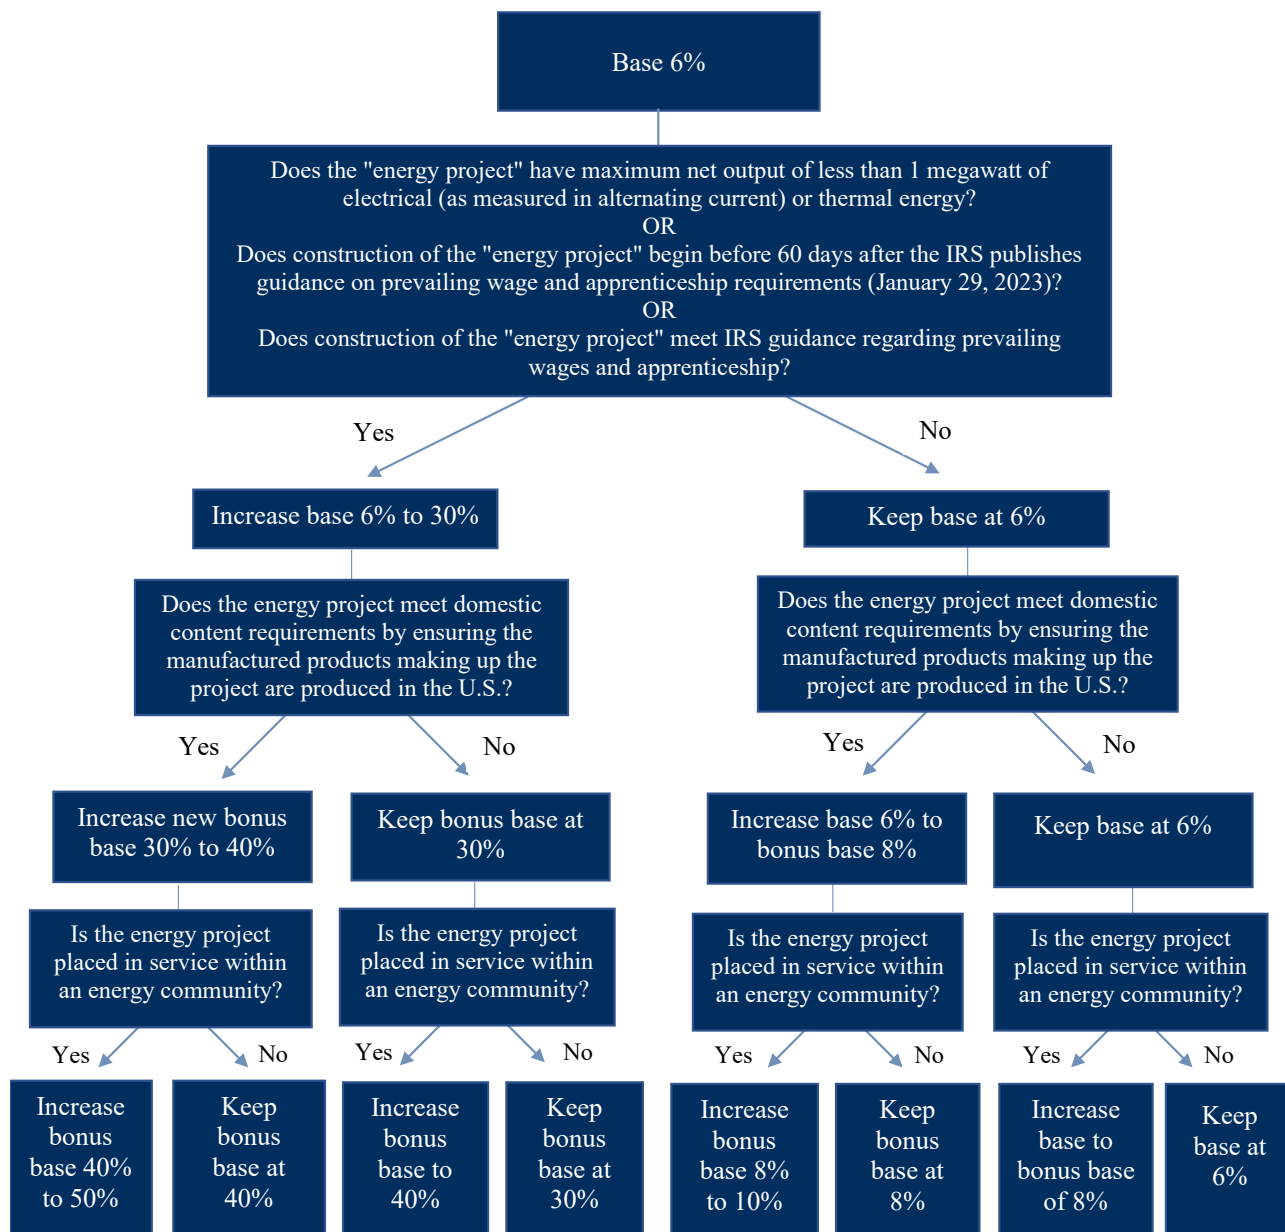 Base 6%
Does the "energy project" have maximum net output of less than 1 megawatt of
electrical (as measured in alternating current) or thermal energy?
OR
Does construction of the "energy project" begin before 60 days after the IRS publishes
guidance on prevailing wage and apprenticeship requirements (January 29, 2023)?
OR
Does construction of the "energy project" meet IRS guidance regarding prevailing
wages and apprenticeship?
Yes
No
Increase base 6% to 30%
Keep base at 6%
Does the energy project meet domestic
content requirements by ensuring the
manufactured products making up the
project are produced in the U.S.?
Does the energy project meet domestic
content requirements by ensuring the
manufactured products making up the
project are produced in the U.S.?
Yes
No
Yes
No
Increase new bonus
base 30% to 40%
Keep bonus base at
30%
Increase base 6% to
bonus base 8%
Keep base at 6%
Is the energy project
placed in service within
an energy community?
Is the energy project
placed in service within
an energy community?
Is the energy project
placed in service within
an energy community?
Is the energy project
placed in service within
an energy community?
Yes
No
Yes
No
Yes
No
Yes
No
Increase
bonus
base 40%
to 50%
Keep
bonus
base at
40%
Increase
bonus
base to
40%
Keep
bonus
base at
30%
Increase
bonus
base 8%
to 10%
Keep
bonus
base at
8%
Increase
base to
bonus base
of 8%
Keep
base at
6%